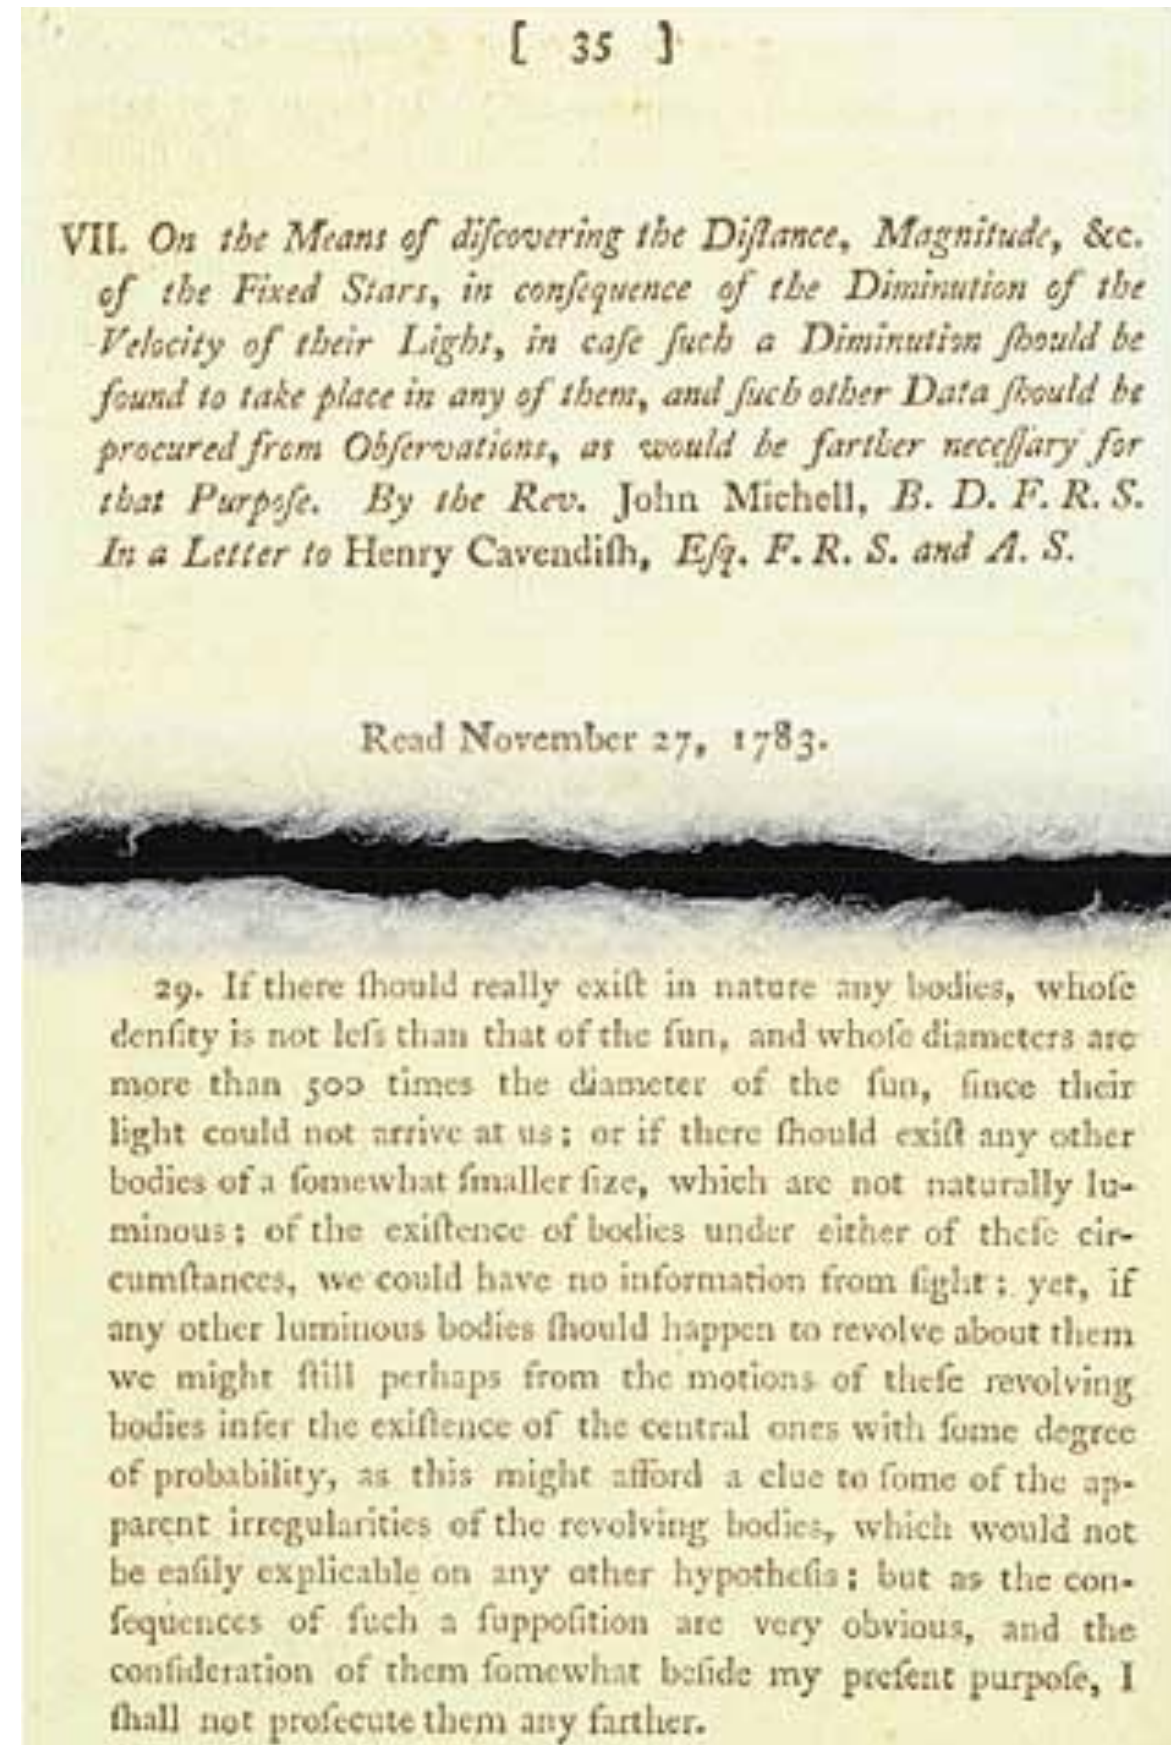 [ 35 ]
VII. On the Means of diſcovering the Diſtance, Magnitude, &c.
of the Fixed Stars, in conſequence of the Diminution of the
Velocity of their Light, in caſe ſuch a Diminution ſhould be
found to take place in any of them, and ſuch other Data ſhould be
procured from Obſervations, as would be farther neceſſary for
that Purpoſe. By the Rev. John Michell, B. D. F. R. S.
In a Letter to Henry Cavendiſh, Eſq. F. R. S. and A. S.
Read November 27, 1783.
29. If there ſhould really exiſt in nature any bodies, whoſe
denſity is not leſs than that of the ſun, and whoſe diameters are
more than 500 times the diameter of the ſun, ſince their
light could not arrive at us; or if there ſhould exiſt any other
bodies of a ſomewhat ſmaller ſize, which are not naturally lu-
minous; of the exiſtence of bodies under either of theſe cir-
cumſtances, we could have no information from ſight; yet, if
any other luminous bodies ſhould happen to revolve about them
we might ſtill perhaps from the motions of theſe revolving
bodies infer the exiſtence of the central ones with ſome degree
of probability, as this might afford a clue to ſome of the ap-
parent irregularities of the revolving bodies, which would not
be eaſily explicable on any other hypotheſis; but as the con-
ſequences of ſuch a ſuppoſition are very obvious, and the
conſideration of them ſomewhat beſide my preſent purpoſe, I
ſhall not proſecute them any farther.